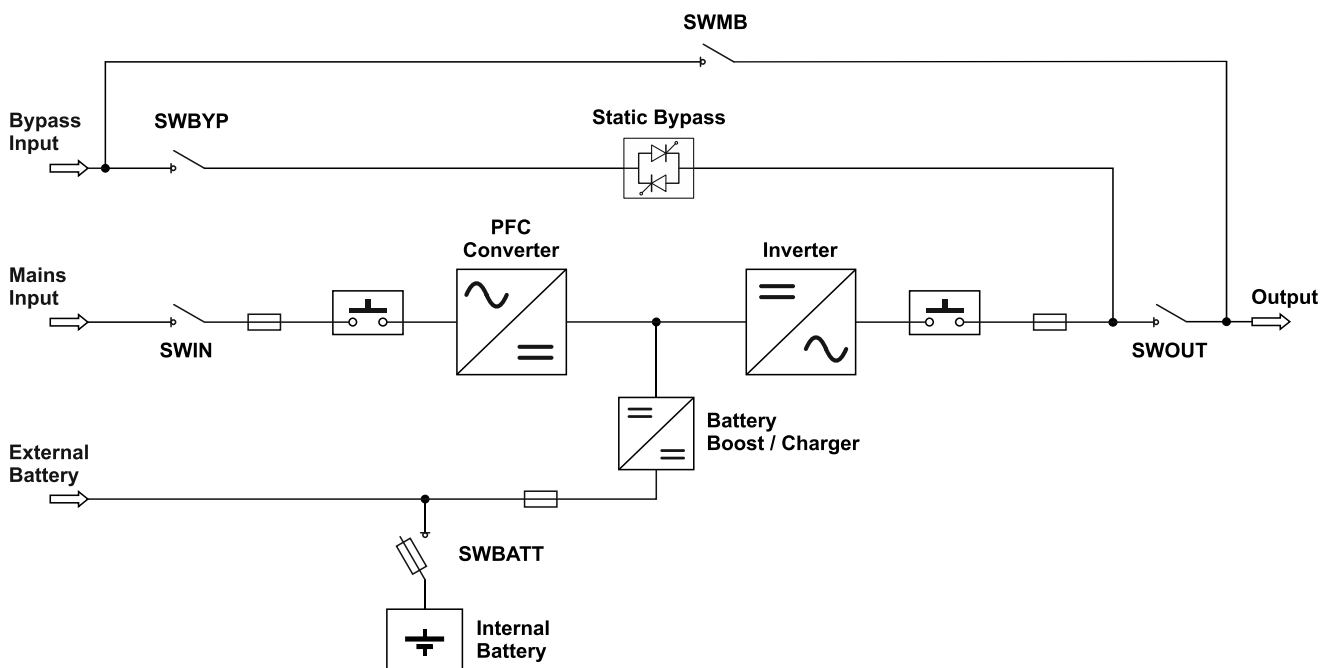 SWMB
Bypass
Input
SWBYP
Static Bypass
PFC
Converter
Inverter
Mains
Input
SWIN
Output
SWOUT
Battery
Boost / Charger
External
Battery
SWBATT
Internal
Battery